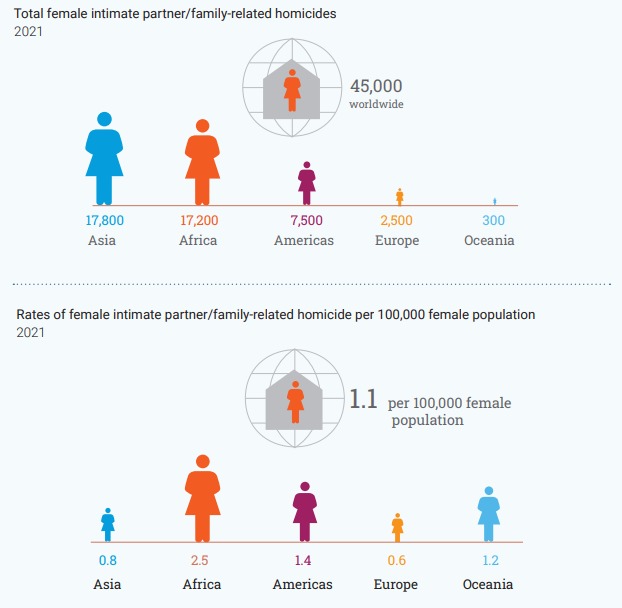 Total female intimate partner/family-related homicides
2021
45,000
worldwide
17,800 17,200 7,500 2,500 300
Asia Africa Americas Europe Oceania
Rates of female intimate partner/family-related homicide per 100,000 female population
2021
1.1 per 100,000 female
population
0.8 2.5 1.4 0.6 1.2
Asia Africa Americas Europe Oceania